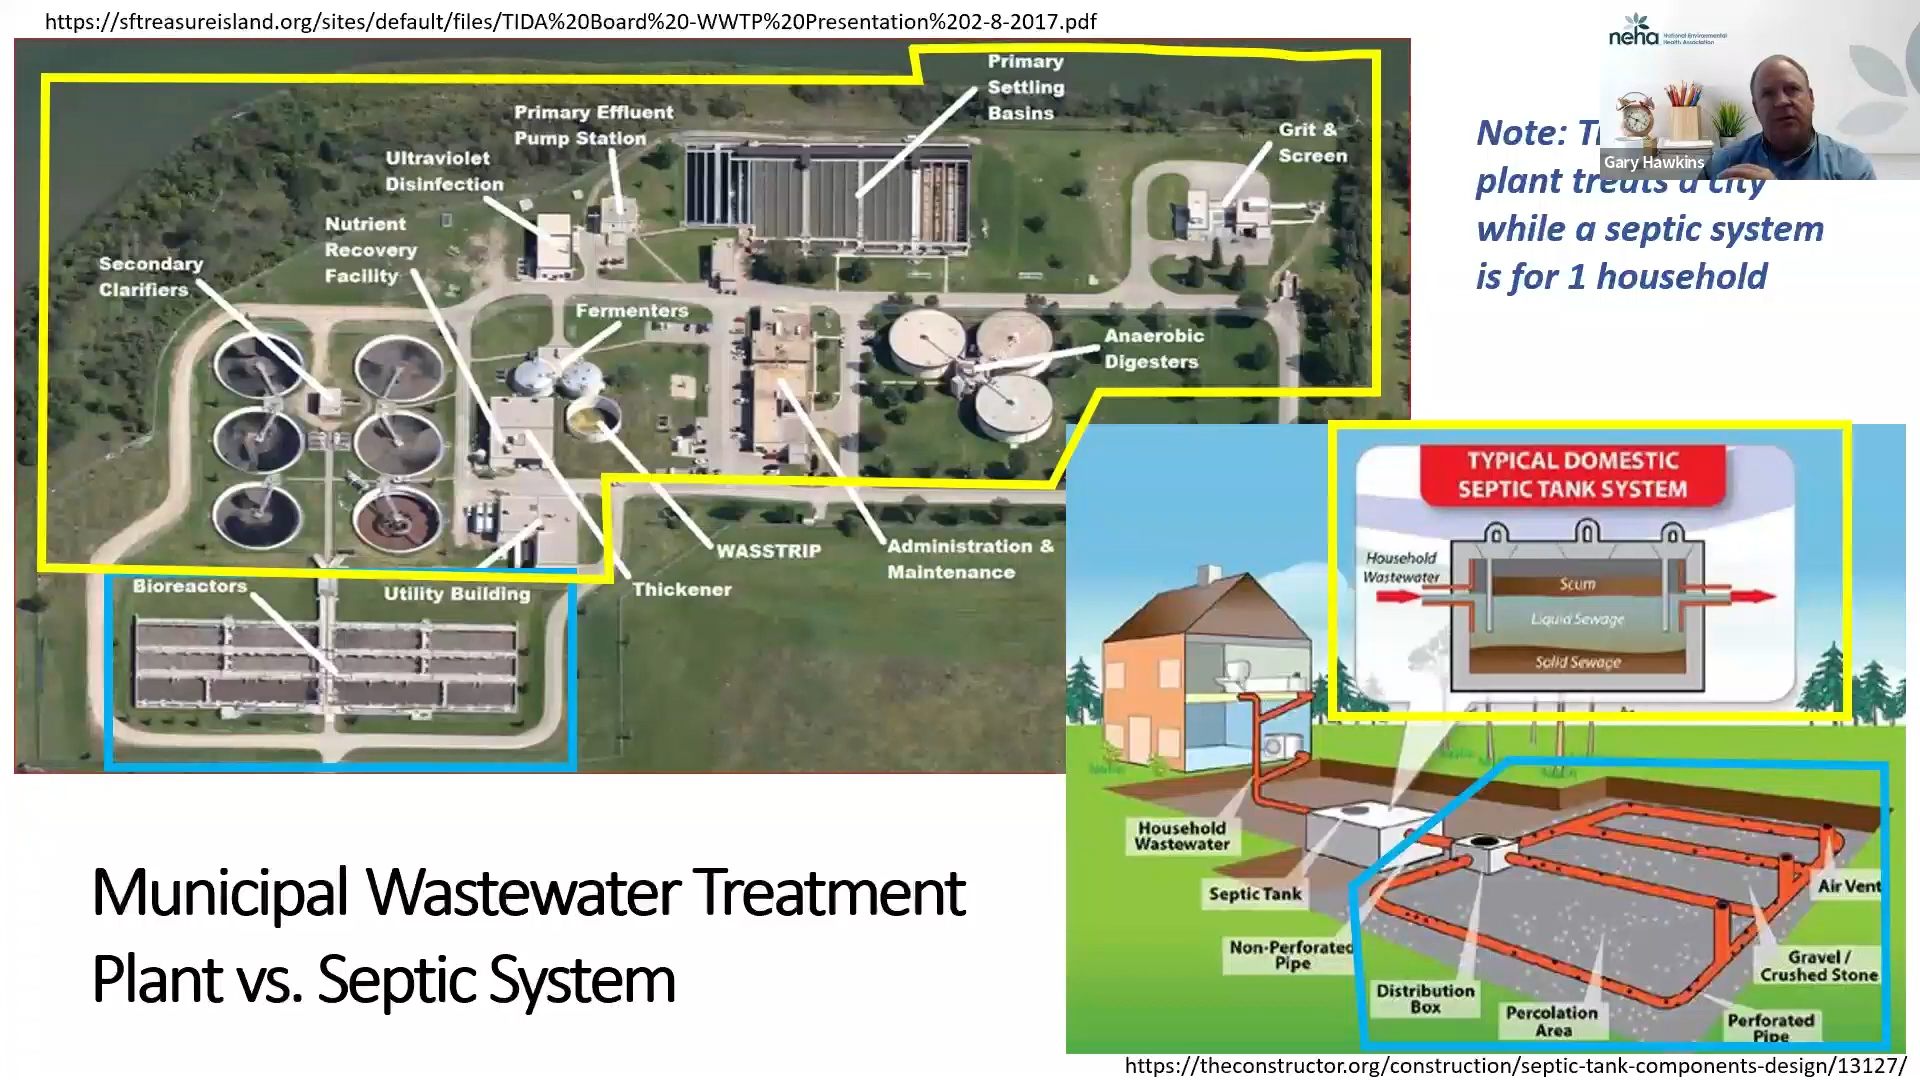 https://sftreasureisland.org/sites/default/files/TIDA%20Board%20-WWTP%20Presentation%202-8-2017.pdf
neha National Environmental
Health Association
Gary Hawkins
Note:
plant treats a city
while a septic system
is for 1 household
Primary
Settling
Basins
Primary Effluent
Pump Station
Grit &
Screen
Ultraviolet
Disinfection
Nutrient
Recovery
Facility
Secondary
Clarifiers
Fermenters
Anaerobic
Digesters
WASSTRIP
Administration &
Maintenance
Bioreactors
Utility Building
Thickener
TYPICAL DOMESTIC
SEPTIC TANK SYSTEM
Household
Wastewater
Scum
Liquid Sewage
Solid Sewage
Household
Wastewater
Septic Tank
Non-Perforated
Pipe
Distribution
Box
Percolation
Area
Perforated
Pipe
Gravel /
Crushed Stone
Air Vent
Municipal Wastewater Treatment
Plant vs. Septic System
https://theconstructor.org/construction/septic-tank-components-design/13127/